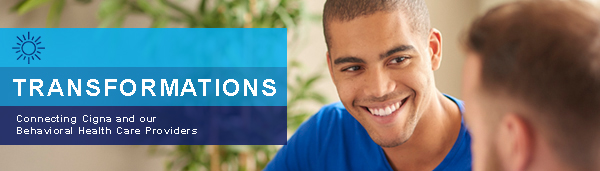 TRANSFORMATIONS
Connecting Cigna and our
Behavioral Health Care Providers